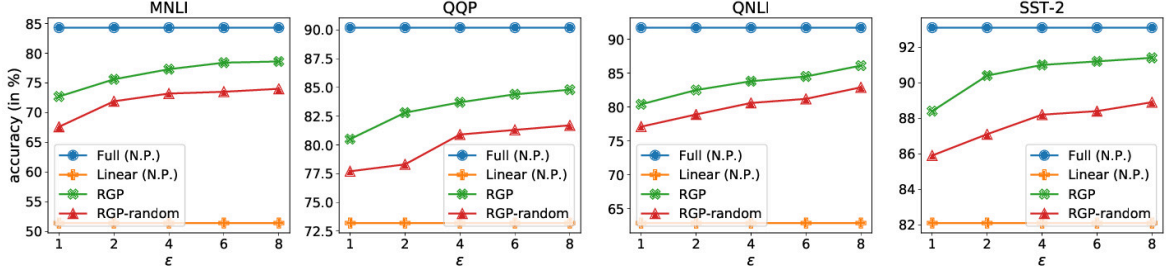 MNLI
accuracy (in %)
85
80
75
70
65
60
55
50
Full (N.P.)
Linear (N.P.)
RGP
RGP-random
1 2 4 6 8
ε
QQP
90.0
87.5
85.0
82.5
80.0
77.5
75.0
72.5
Full (N.P.)
Linear (N.P.)
RGP
RGP-random
1 2 4 6 8
ε
QNLI
90
85
80
75
70
65
Full (N.P.)
Linear (N.P.)
RGP
RGP-random
1 2 4 6 8
ε
SST-2
92
90
88
86
84
82
Full (N.P.)
Linear (N.P.)
RGP
RGP-random
1 2 4 6 8
ε